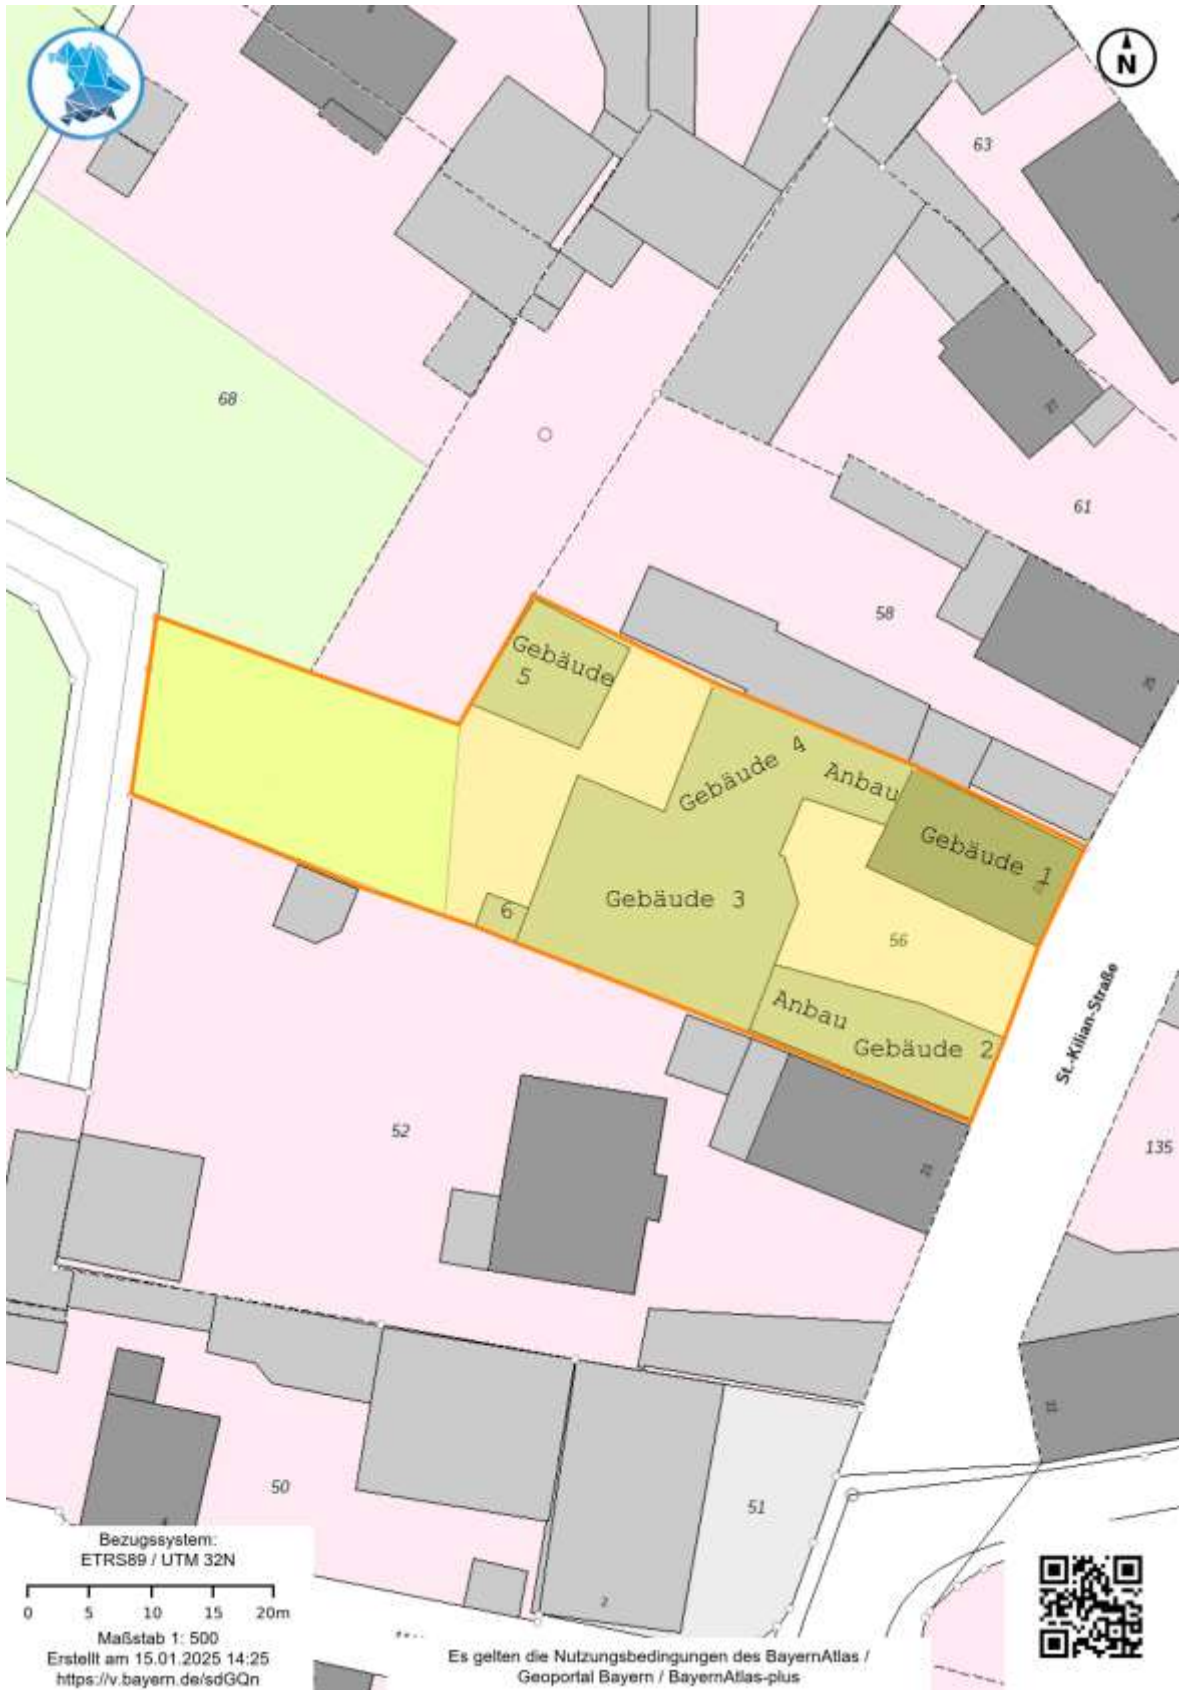 N
63
68
27
61
58
25
Gebäude
5
Gebäude 4
Anbau
Gebäude 1
Gebäude 3
6
56
Anbau
Gebäude 2
St.-Kilian-Straße
52
135
50
51
2
Bezugssystem:
ETRS89 / UTM 32N
0 5 10 15 20m
Maßstab 1: 500
Erstellt am 15.01.2025 14:25
https://v.bayern.de/sdGQn
Es gelten die Nutzungsbedingungen des BayernAtlas /
Geoportal Bayern / BayernAtlas-plus